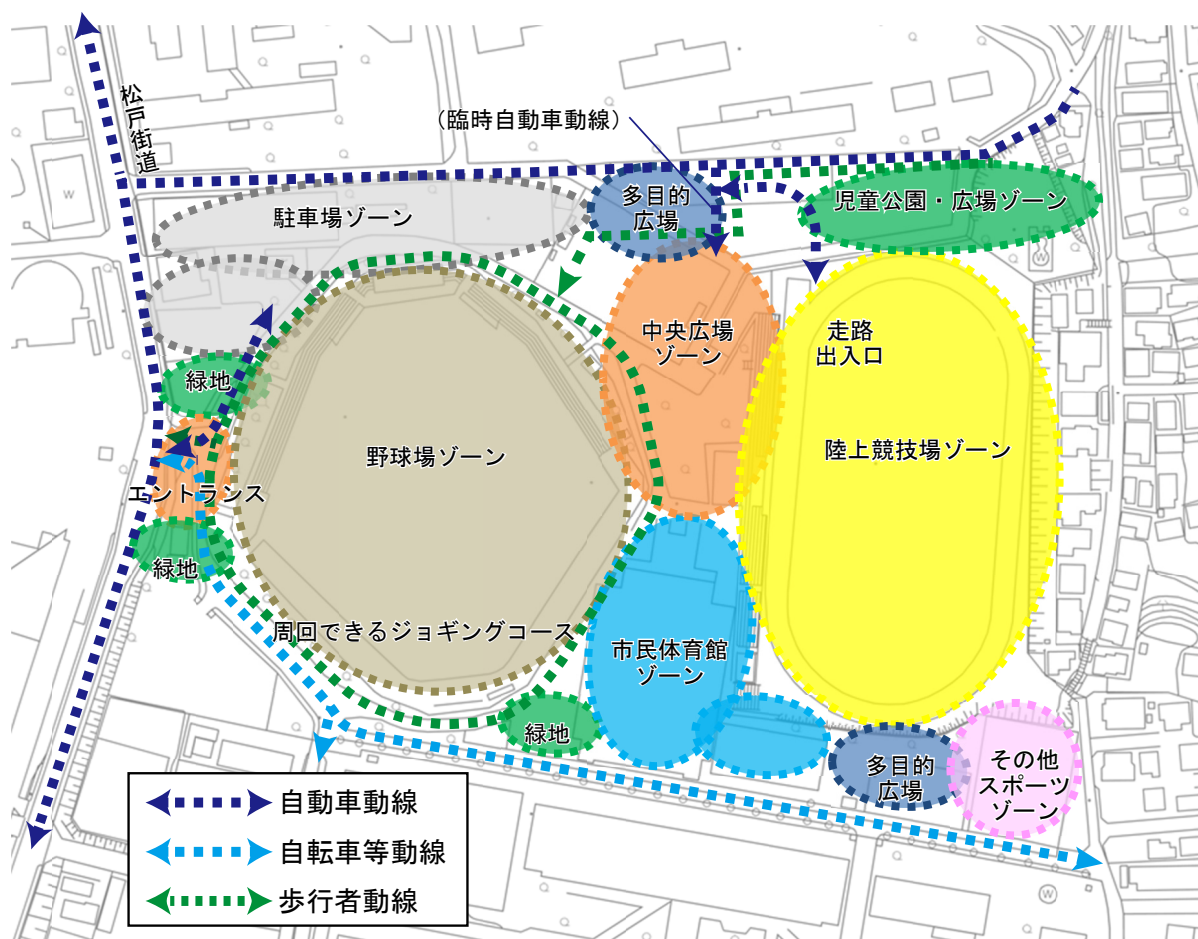 松戸街道
（臨時自動車動線）
多目的
広場
児童公園・広場ゾーン
駐車場ゾーン
中央広場
ゾーン
走路
出入口
緑地
野球場ゾーン
陸上競技場ゾーン
エントランス
緑地
周回できるジョギングコース
市民体育館
ゾーン
緑地
多目的
広場
その他
スポーツ
ゾーン
自動車動線
自転車等動線
歩行者動線
W
W
W